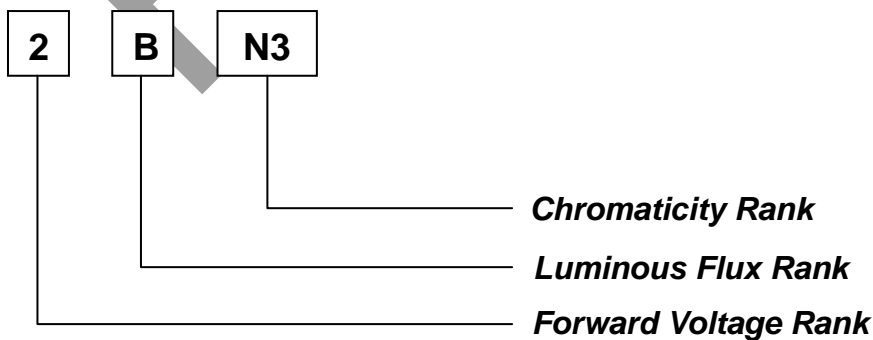 2 B N3
Chromaticity Rank
Luminous Flux Rank
Forward Voltage Rank